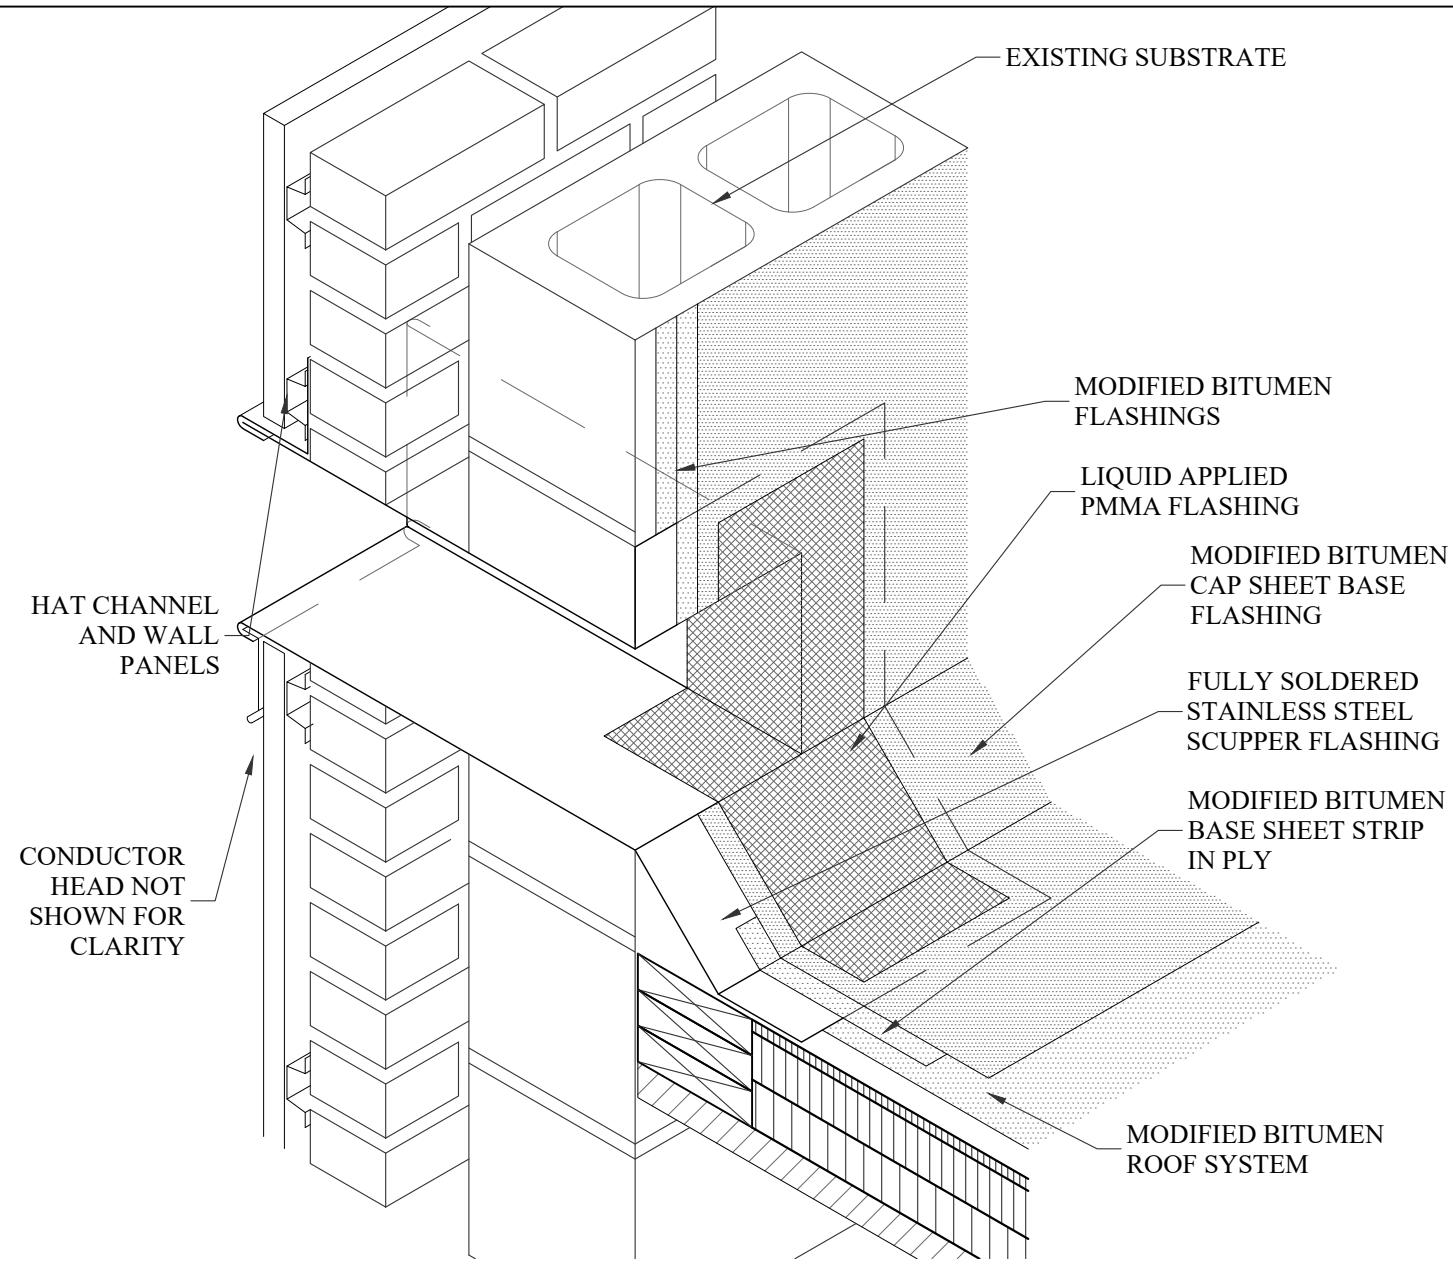 EXISTING SUBSTRATE
MODIFIED BITUMEN
FLASHINGS
LIQUID APPLIED
PMMA FLASHING
MODIFIED BITUMEN
CAP SHEET BASE
FLASHING
HAT CHANNEL
AND WALL
PANELS
FULLY SOLDERED
STAINLESS STEEL
SCUPPER FLASHING
MODIFIED BITUMEN
BASE SHEET STRIP
IN PLY
CONDUCTOR
HEAD NOT
SHOWN FOR
CLARITY
MODIFIED BITUMEN
ROOF SYSTEM